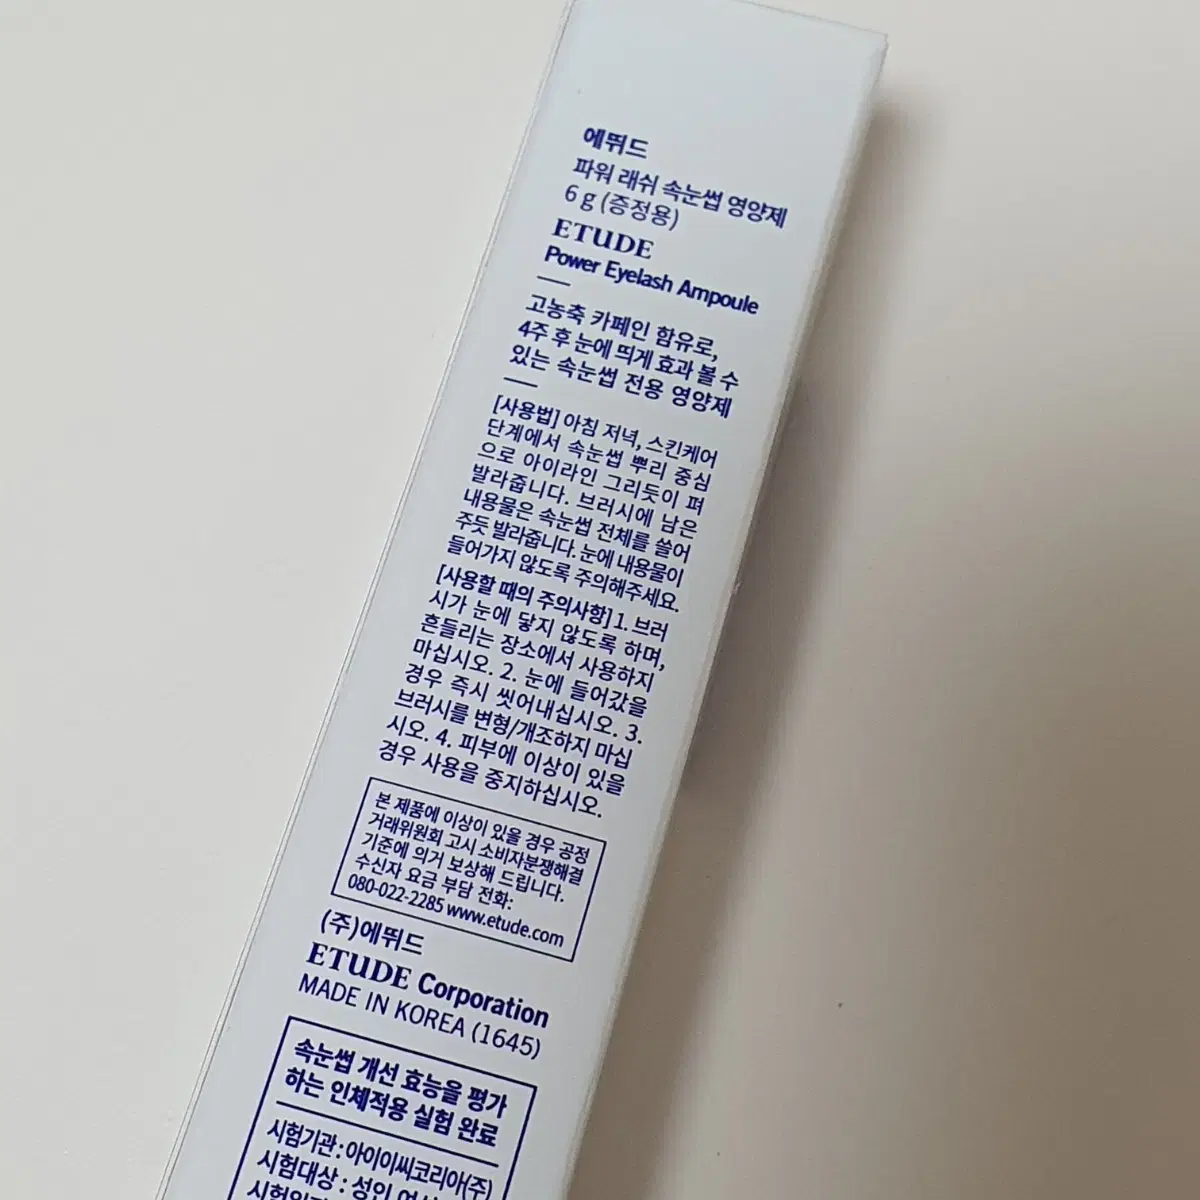 에뛰드
파워 래쉬 속눈썹 영양제
6 g (증정용)
ETUDE
Power Eyelash Ampoule
고농축 카페인 함유로,
4주 후 눈에 띄게 효과 볼 수
있는 속눈썹 전용 영양제
[사용법] 아침 저녁, 스킨케어
단계에서 속눈썹 뿌리 중심
으로 아이라인 그리듯이 펴
발라줍니다. 브러시에 남은
내용물은 속눈썹 전체를 쓸어
주듯 발라줍니다. 눈에 내용물이
들어가지 않도록 주의해주세요.
[사용할 때의 주의사항] 1. 브러
시가 눈에 닿지 않도록 하며,
흔들리는 장소에서 사용하지
마십시오. 2. 눈에 들어갔을
경우 즉시 씻어내십시오. 3.
브러시를 변형/개조하지 마십
시오. 4. 피부에 이상이 있을
경우 사용을 중지하십시오.
본 제품에 이상이 있을 경우 공정
거래위원회 고시 소비자분쟁해결
기준에 의거 보상해 드립니다.
수신자 요금 부담 전화:
080-022-2285 www.etude.com
(주)에뛰드
ETUDE Corporation
MADE IN KOREA (1645)
속눈썹 개선 효능을 평가
하는 인체적용 실험 완료
시험기관 : 아이이씨코리아(주)
시험대상 : 성인